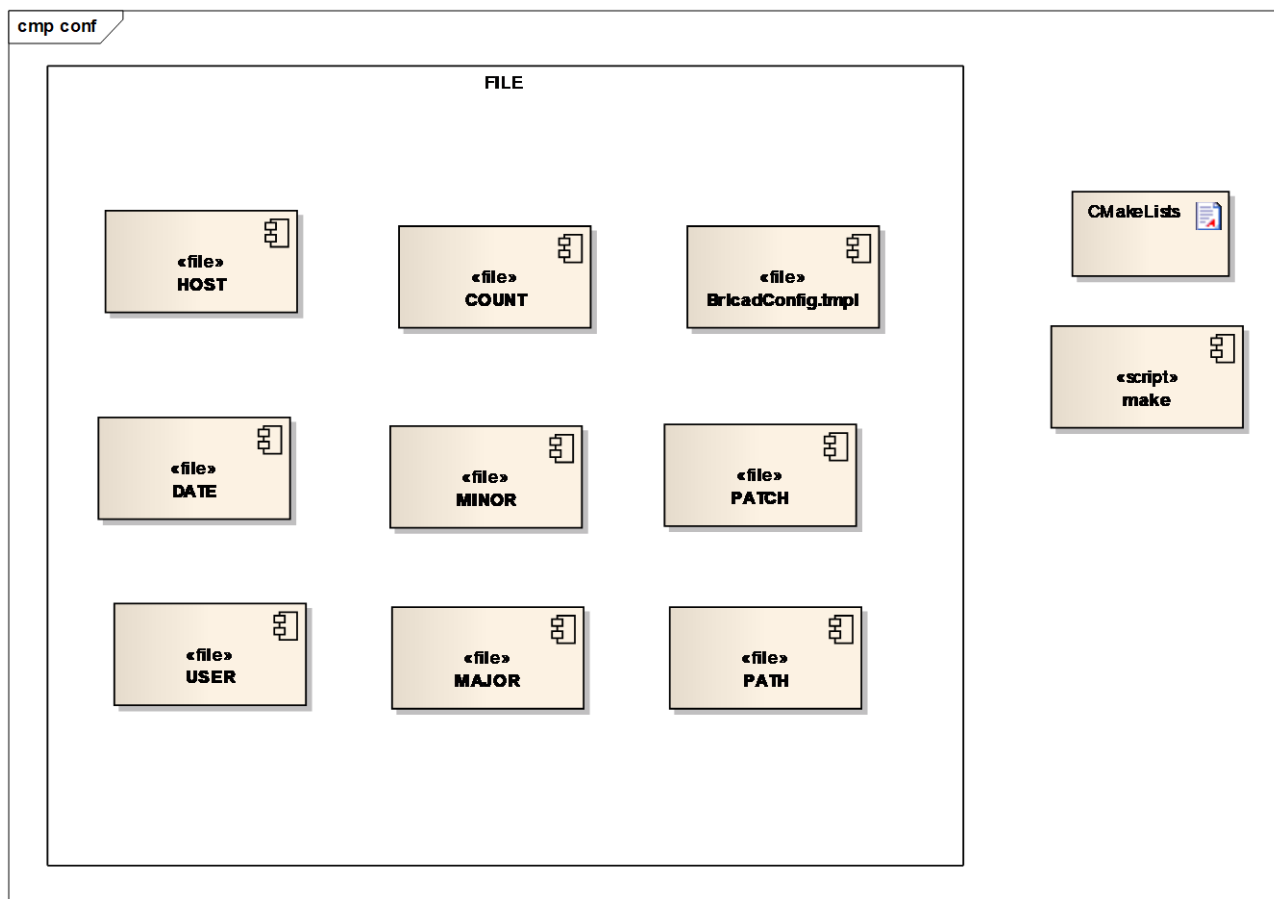 cmp conf
FILE
«file»
HOST
«file»
COUNT
«file»
BrlcadConfig.tmpl
CMakeLists
«script»
make
«file»
DATE
«file»
MINOR
«file»
PATCH
«file»
USER
«file»
MAJOR
«file»
PATH